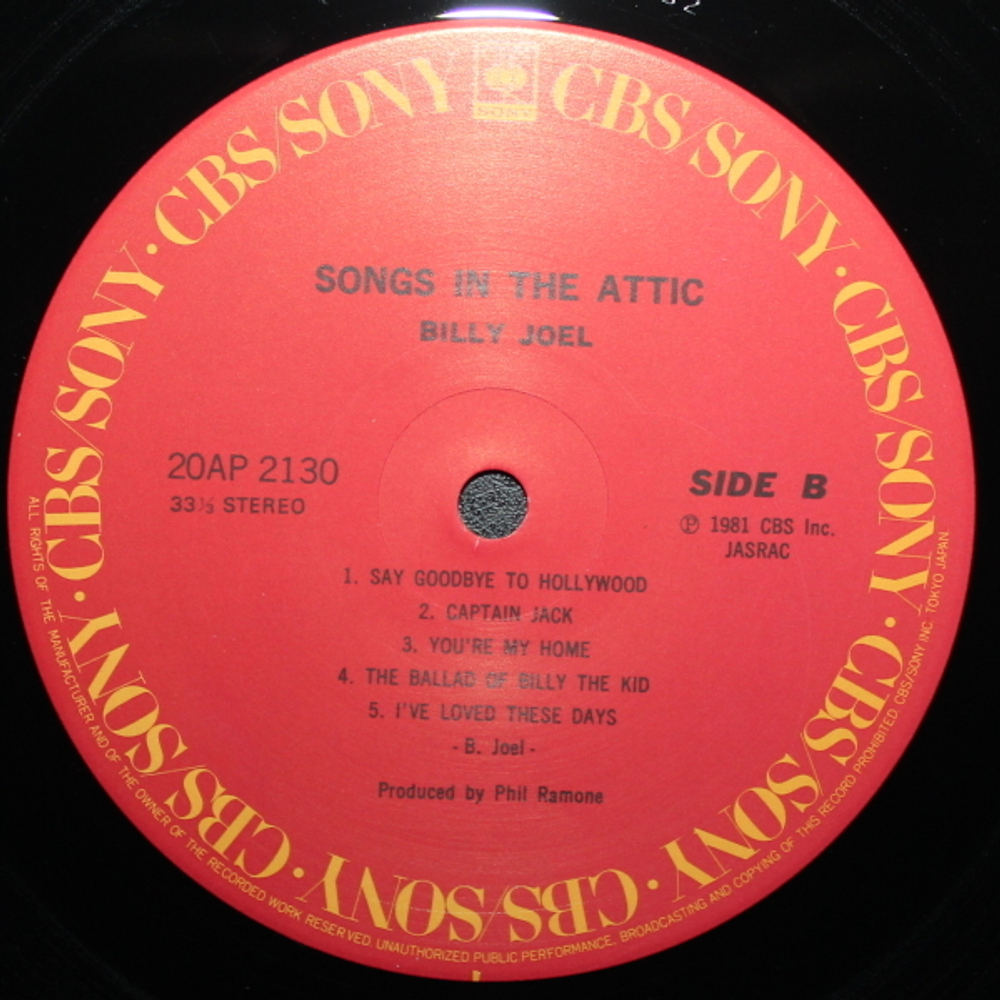 CBS/SONY · CBS/SONY · CBS/SONY · CBS/SONY · CBS/SONY · CBS/SONY · CBS/SONY · CBS/SONY
SONY
SONGS IN THE ATTIC
BILLY JOEL
20AP 2130
33⅓ STEREO
SIDE B
℗ 1981 CBS Inc.
JASRAC
1. SAY GOODBYE TO HOLLYWOOD
2. CAPTAIN JACK
3. YOU'RE MY HOME
4. THE BALLAD OF BILLY THE KID
5. I'VE LOVED THESE DAYS
- B. Joel -
Produced by Phil Ramone
ALL RIGHTS OF THE MANUFACTURER AND OF THE OWNER OF THE RECORDED WORK RESERVED. UNAUTHORIZED PUBLIC PERFORMANCE, BROADCASTING AND COPYING OF THIS RECORD PROHIBITED. CBS/SONY INC. TOKYO JAPAN